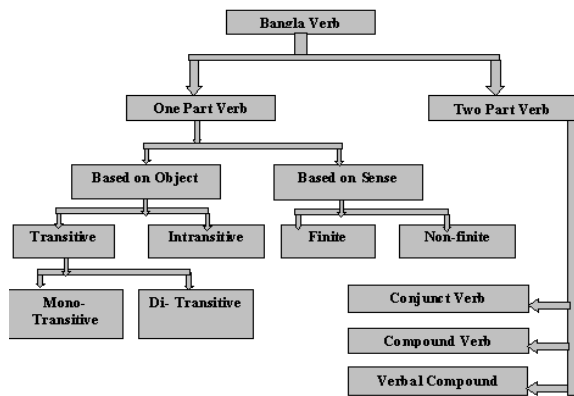 Bangla Verb
One Part Verb
Two Part Verb
Based on Object
Based on Sense
Transitive
Intransitive
Finite
Non-finite
Mono-
Transitive
Di- Transitive
Conjunct Verb
Compound Verb
Verbal Compound